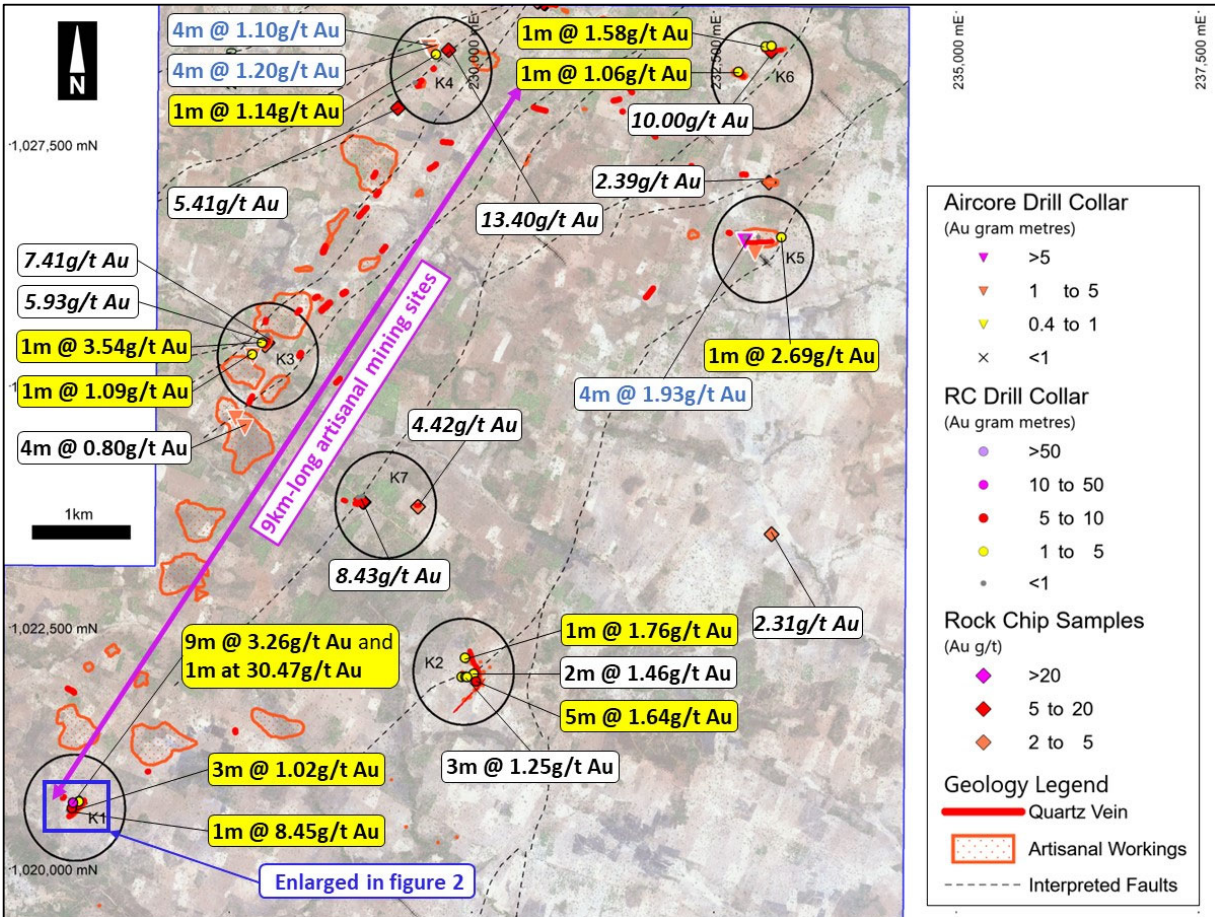 N
4m @ 1.10g/t Au
4m @ 1.20g/t Au
1m @ 1.14g/t Au
K4
230,000 mE
1m @ 1.58g/t Au
1m @ 1.06g/t Au
232,500 mE
K6
10.00g/t Au
235,000 mE
237,500 mE
1,027,500 mN
5.41g/t Au
13.40g/t Au
2.39g/t Au
7.41g/t Au
5.93g/t Au
1m @ 3.54g/t Au
1m @ 1.09g/t Au
K3
4m @ 0.80g/t Au
9km-long artisanal mining sites
K5
1m @ 2.69g/t Au
4m @ 1.93g/t Au
4.42g/t Au
K7
8.43g/t Au
1km
2.31g/t Au
1,022,500 mN
9m @ 3.26g/t Au and
1m at 30.47g/t Au
K2
1m @ 1.76g/t Au
2m @ 1.46g/t Au
5m @ 1.64g/t Au
3m @ 1.25g/t Au
3m @ 1.02g/t Au
K1
1m @ 8.45g/t Au
1,020,000 mN
Enlarged in figure 2
Aircore Drill Collar
(Au gram metres)
>5
1 to 5
0.4 to 1
<1
RC Drill Collar
(Au gram metres)
>50
10 to 50
5 to 10
1 to 5
<1
Rock Chip Samples
(Au g/t)
>20
5 to 20
2 to 5
Geology Legend
Quartz Vein
Artisanal Workings
Interpreted Faults